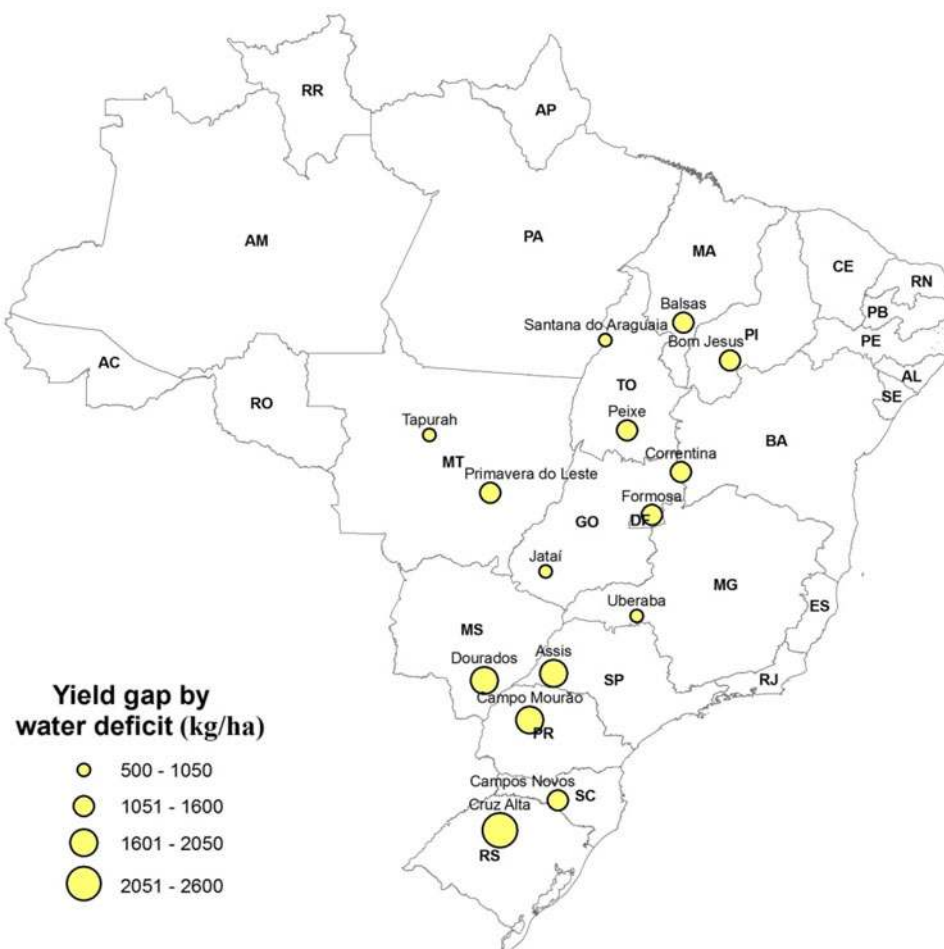 RR
AP
AM
PA
MA
CE
RN
PB
PE
AL
SE
PI
Balsas
Santana do Araguaia
Bom Jesus
AC
RO
TO
Peixe
BA
Tapurah
MT
Primavera do Leste
Correntina
Formosa
GO
DF
Jataí
MG
Uberaba
ES
MS
Dourados
Assis
SP
RJ
Campo Mourão
PR
Campos Novos
SC
Cruz Alta
RS
Yield gap by
water deficit (kg/ha)
500 - 1050
1051 - 1600
1601 - 2050
2051 - 2600